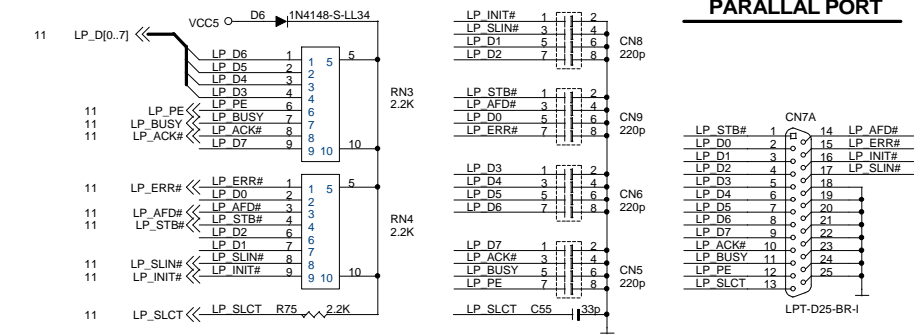 PARALLAL PORT
VCC5 D6 1N4148-S-LL34
11 LP_D[0..7]
LP_D6 1 1 5 5
LP_D5 2 2
LP_D4 3 3
LP_D3 4 4
11 LP_PE LP_PE 6 6
11 LP_BUSY LP_BUSY 7 7
11 LP_ACK# LP_ACK# 8 8
LP_D7 9 9 10 10
RN3
2.2K
11 LP_ERR# LP_ERR# 1 1 5 5
LP_D0 2 2
11 LP_AFD# LP_AFD# 3 3
11 LP_STB# LP_STB# 4 4
LP_D2 6 6
LP_D1 7 7
11 LP_SLIN# LP_SLIN# 8 8
11 LP_INIT# LP_INIT# 9 9 10 10
RN4
2.2K
11 LP_SLCT LP_SLCT R75 2.2K
LP_INIT# 1 2
LP_SLIN# 3 4
LP_D1 5 6
LP_D2 7 8
CN8
220p
LP_STB# 1 2
LP_AFD# 3 4
LP_D0 5 6
LP_ERR# 7 8
CN9
220p
LP_D3 1 2
LP_D4 3 4
LP_D5 5 6
LP_D6 7 8
CN6
220p
LP_D7 1 2
LP_ACK# 3 4
LP_BUSY 5 6
LP_PE 7 8
CN5
220p
LP_SLCT C55 33p
CN7A
LP_STB# 1 14 LP_AFD#
LP_D0 2 15 LP_ERR#
LP_D1 3 16 LP_INIT#
LP_D2 4 17 LP_SLIN#
LP_D3 5 18
LP_D4 6 19
LP_D5 7 20
LP_D6 8 21
LP_D7 9 22
LP_ACK# 10 23
LP_BUSY 11 24
LP_PE 12 25
LP_SLCT 13
LPT-D25-BR-I